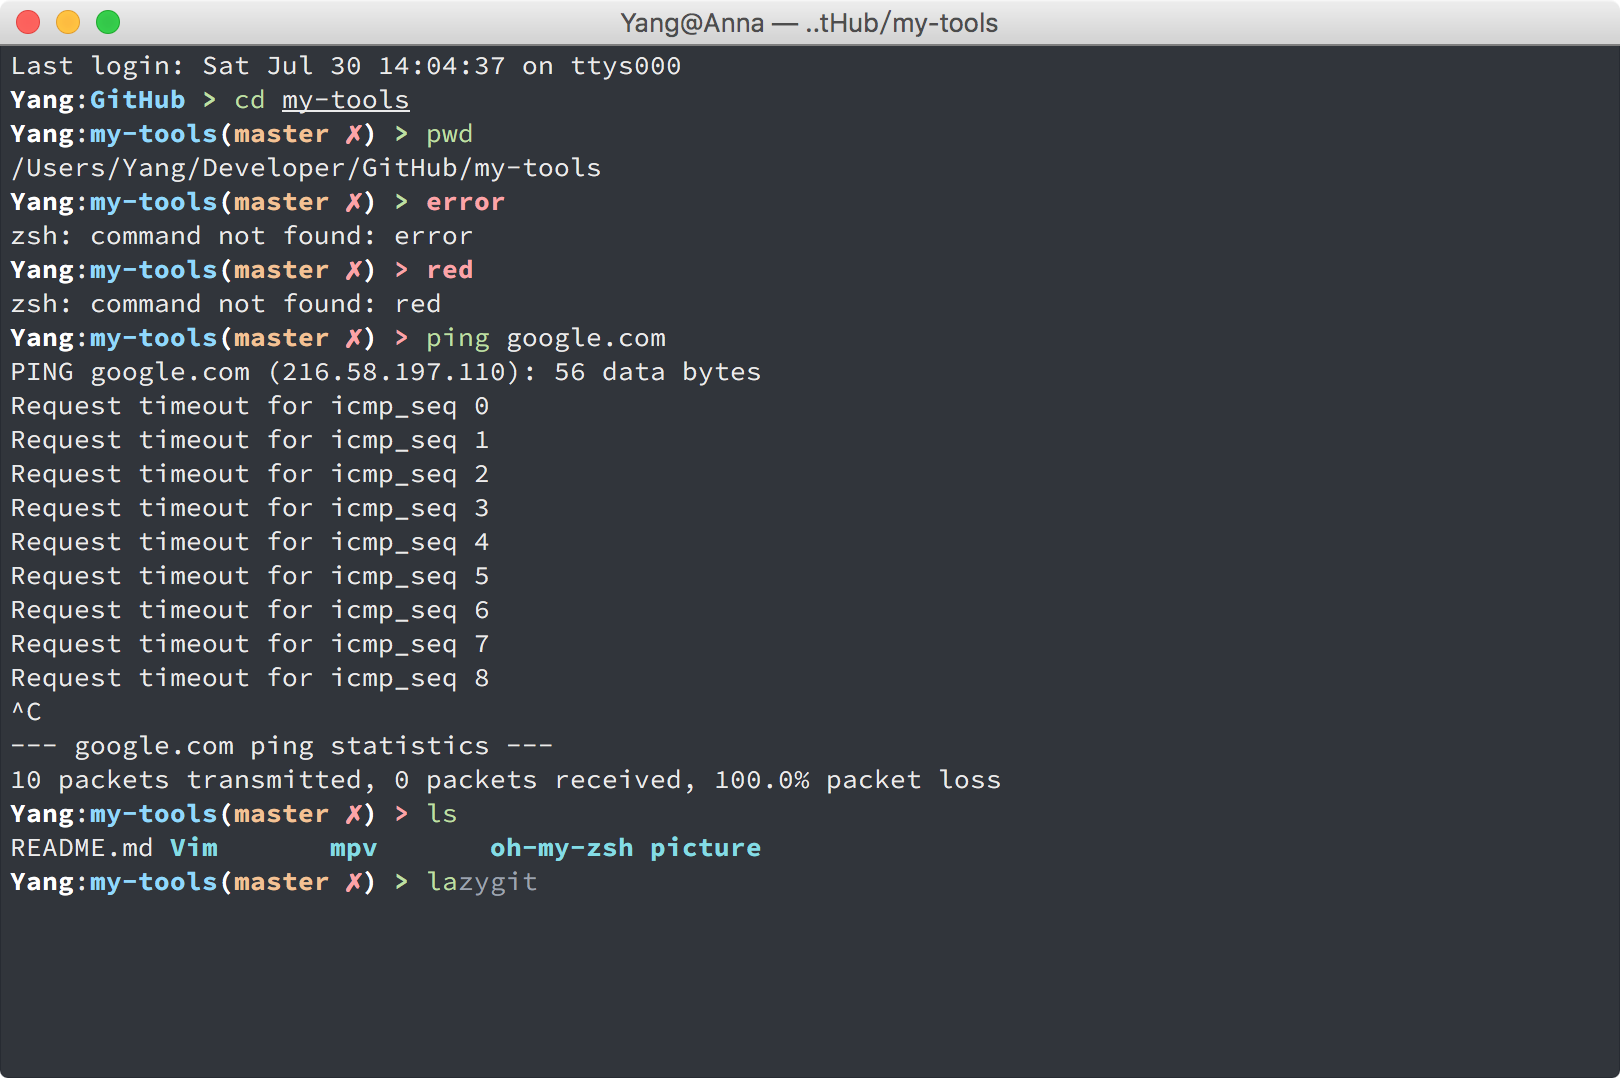 Yang@Anna — ..tHub/my-tools
Last login: Sat Jul 30 14:04:37 on ttys000
Yang:GitHub > cd my-tools
Yang:my-tools(master ✗) > pwd
/Users/Yang/Developer/GitHub/my-tools
Yang:my-tools(master ✗) > error
zsh: command not found: error
Yang:my-tools(master ✗) > red
zsh: command not found: red
Yang:my-tools(master ✗) > ping google.com
PING google.com (216.58.197.110): 56 data bytes
Request timeout for icmp_seq 0
Request timeout for icmp_seq 1
Request timeout for icmp_seq 2
Request timeout for icmp_seq 3
Request timeout for icmp_seq 4
Request timeout for icmp_seq 5
Request timeout for icmp_seq 6
Request timeout for icmp_seq 7
Request timeout for icmp_seq 8
^C
--- google.com ping statistics ---
10 packets transmitted, 0 packets received, 100.0% packet loss
Yang:my-tools(master ✗) > ls
README.md Vim       mpv       oh-my-zsh picture
Yang:my-tools(master ✗) > lazygit